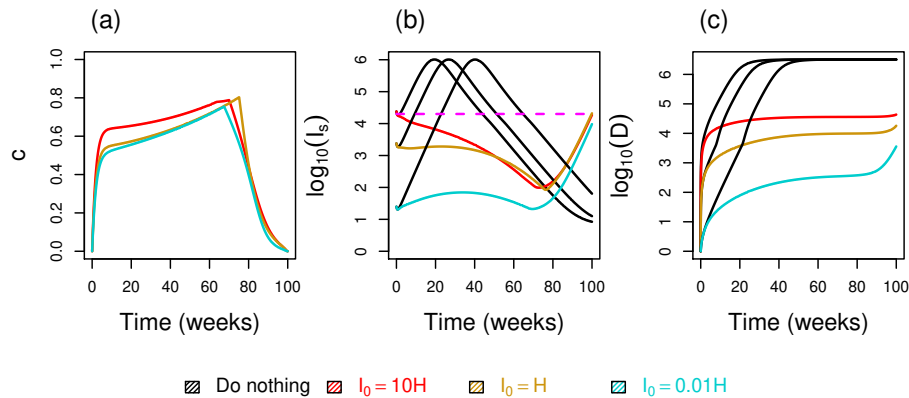 (a) (b) (c)
c
0.0 0.2 0.4 0.6 0.8 1.0
0 20 40 60 80 100
Time (weeks)
log10(Is)
0 1 2 3 4 5 6
0 20 40 60 80 100
Time (weeks)
log10(D)
0 1 2 3 4 5 6
0 20 40 60 80 100
Time (weeks)
Do nothing I0 = 10H I0 = H I0 = 0.01H